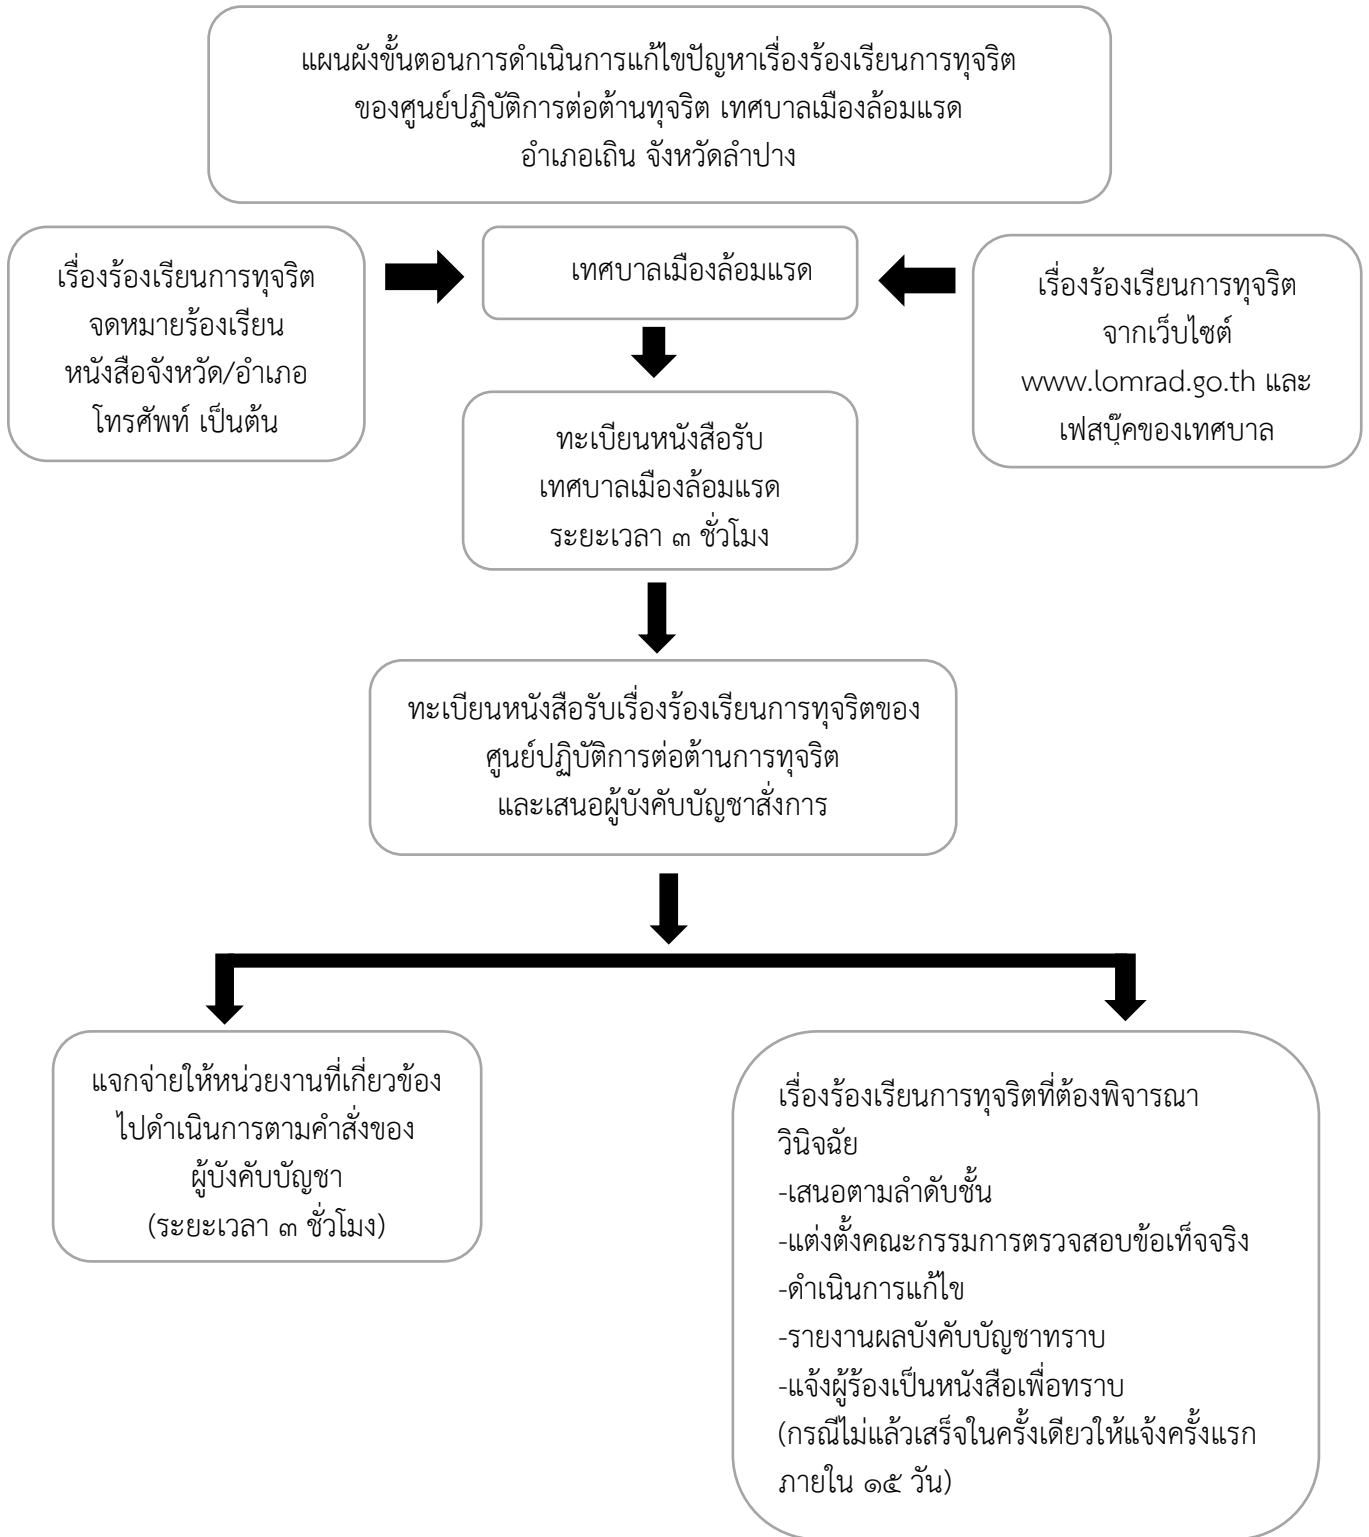 แผนผังขั้นตอนการดำเนินการแก้ไขปัญหาเรื่องร้องเรียนการทุจริต
ของศูนย์ปฏิบัติการต่อต้านทุจริต เทศบาลเมืองล้อมแรด
อำเภอเถิน จังหวัดลำปาง
เรื่องร้องเรียนการทุจริต
จดหมายร้องเรียน
หนังสือจังหวัด/อำเภอ
โทรศัพท์ เป็นต้น
เทศบาลเมืองล้อมแรด
เรื่องร้องเรียนการทุจริต
จากเว็บไซต์
www.lomrad.go.th และ
เฟสบุ๊คของเทศบาล
ทะเบียนหนังสือรับ
เทศบาลเมืองล้อมแรด
ระยะเวลา ๓ ชั่วโมง
ทะเบียนหนังสือรับเรื่องร้องเรียนการทุจริตของ
ศูนย์ปฏิบัติการต่อต้านการทุจริต
และเสนอผู้บังคับบัญชาสั่งการ
แจกจ่ายให้หน่วยงานที่เกี่ยวข้อง
ไปดำเนินการตามคำสั่งของ
ผู้บังคับบัญชา
(ระยะเวลา ๓ ชั่วโมง)
เรื่องร้องเรียนการทุจริตที่ต้องพิจารณา
วินิจฉัย
-เสนอตามลำดับชั้น
-แต่งตั้งคณะกรรมการตรวจสอบข้อเท็จจริง
-ดำเนินการแก้ไข
-รายงานผลบังคับบัญชาทราบ
-แจ้งผู้ร้องเป็นหนังสือเพื่อทราบ
(กรณีไม่แล้วเสร็จในครั้งเดียวให้แจ้งครั้งแรก
ภายใน ๑๕ วัน)